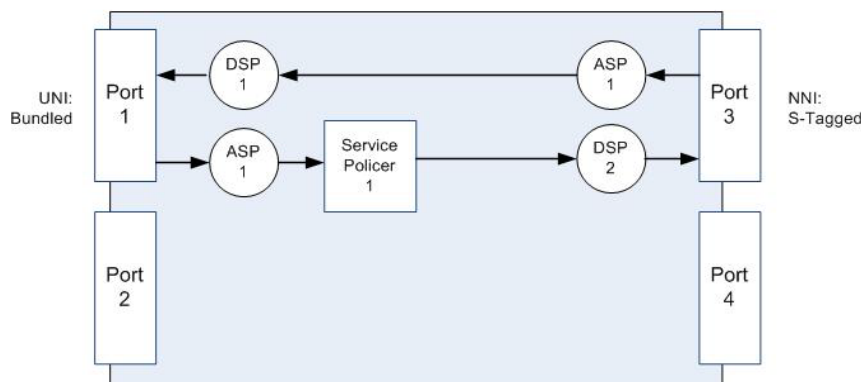 UNI:
Bundled
Port
1
DSP
1
ASP
1
Port
3
NNI:
S-Tagged
ASP
1
Service
Policer
1
DSP
2
Port
2
Port
4